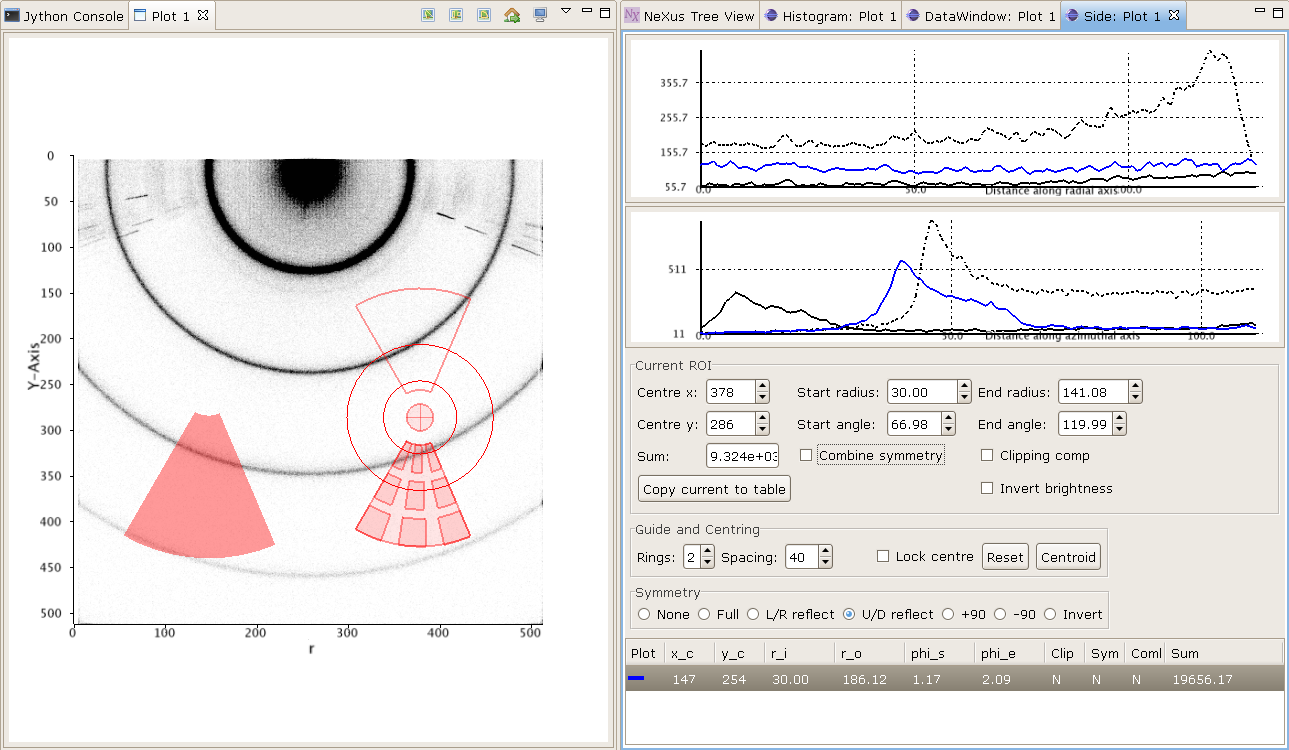 Jython Console Plot 1
NeXus Tree View Histogram: Plot 1 DataWindow: Plot 1 Side: Plot 1
0
50
100
150
200
250
300
350
400
450
500
Y-Axis
0 100 200 300 400 500
r
355.7
255.7
155.7
55.7
0.0 50.0 Distance along radial axis 100.0
511
11
0.0 50.0 Distance along azimuthal axis 100.0
Current ROI
Centre x: 378 Start radius: 30.00 End radius: 141.08
Centre y: 286 Start angle: 66.98 End angle: 119.99
Sum: 9.324e+03 Combine symmetry Clipping comp
Copy current to table Invert brightness
Guide and Centring
Rings: 2 Spacing: 40 Lock centre Reset Centroid
Symmetry
None Full L/R reflect U/D reflect +90 -90 Invert
Plot x_c y_c r_i r_o phi_s phi_e Clip Sym Coml Sum
147 254 30.00 186.12 1.17 2.09 N N N 19656.17